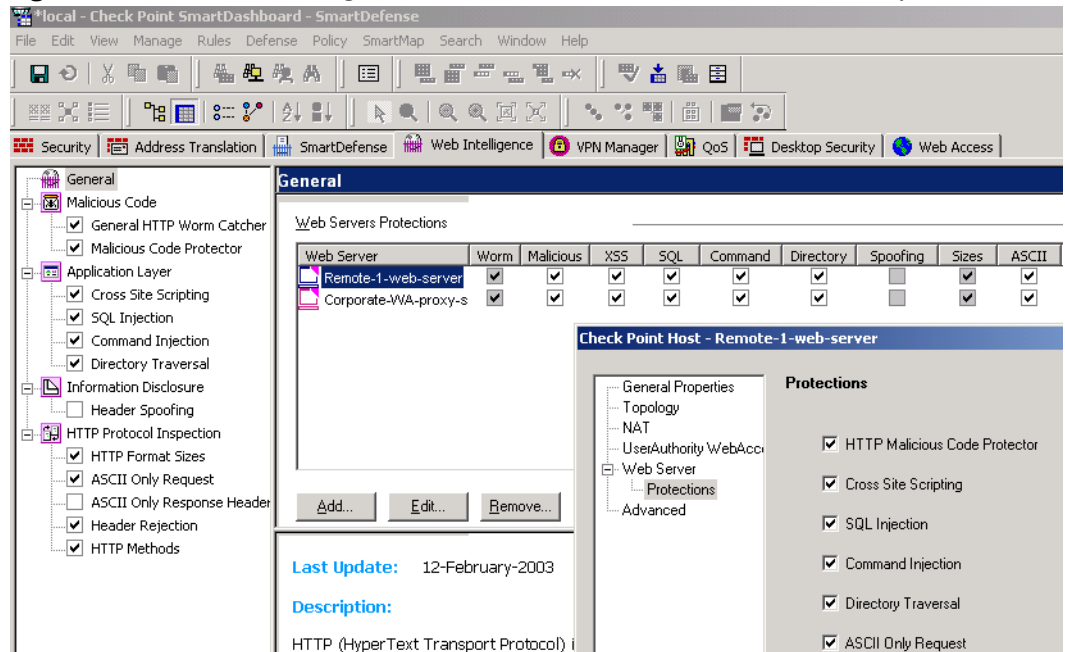 *local - Check Point SmartDashboard - SmartDefense
File Edit View Manage Rules Defense Policy SmartMap Search Window Help
Security Address Translation SmartDefense Web Intelligence VPN Manager QoS Desktop Security Web Access
General
Malicious Code
General HTTP Worm Catcher
Malicious Code Protector
Application Layer
Cross Site Scripting
SQL Injection
Command Injection
Directory Traversal
Information Disclosure
Header Spoofing
HTTP Protocol Inspection
HTTP Format Sizes
ASCII Only Request
ASCII Only Response Header
Header Rejection
HTTP Methods
General
Web Servers Protections
Web Server Worm Malicious XSS SQL Command Directory Spoofing Sizes ASCII
Remote-1-web-server
Corporate-WA-proxy-s
Add... Edit... Remove...
Last Update: 12-February-2003
Description:
HTTP (HyperText Transport Protocol) i
Check Point Host - Remote-1-web-server
General Properties
Topology
NAT
UserAuthority WebAcc
Web Server
Protections
Advanced
Protections
HTTP Malicious Code Protector
Cross Site Scripting
SQL Injection
Command Injection
Directory Traversal
ASCII Only Request